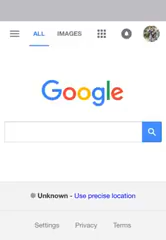 ALL IMAGES
Google
Unknown - Use precise location
Settings Privacy Terms